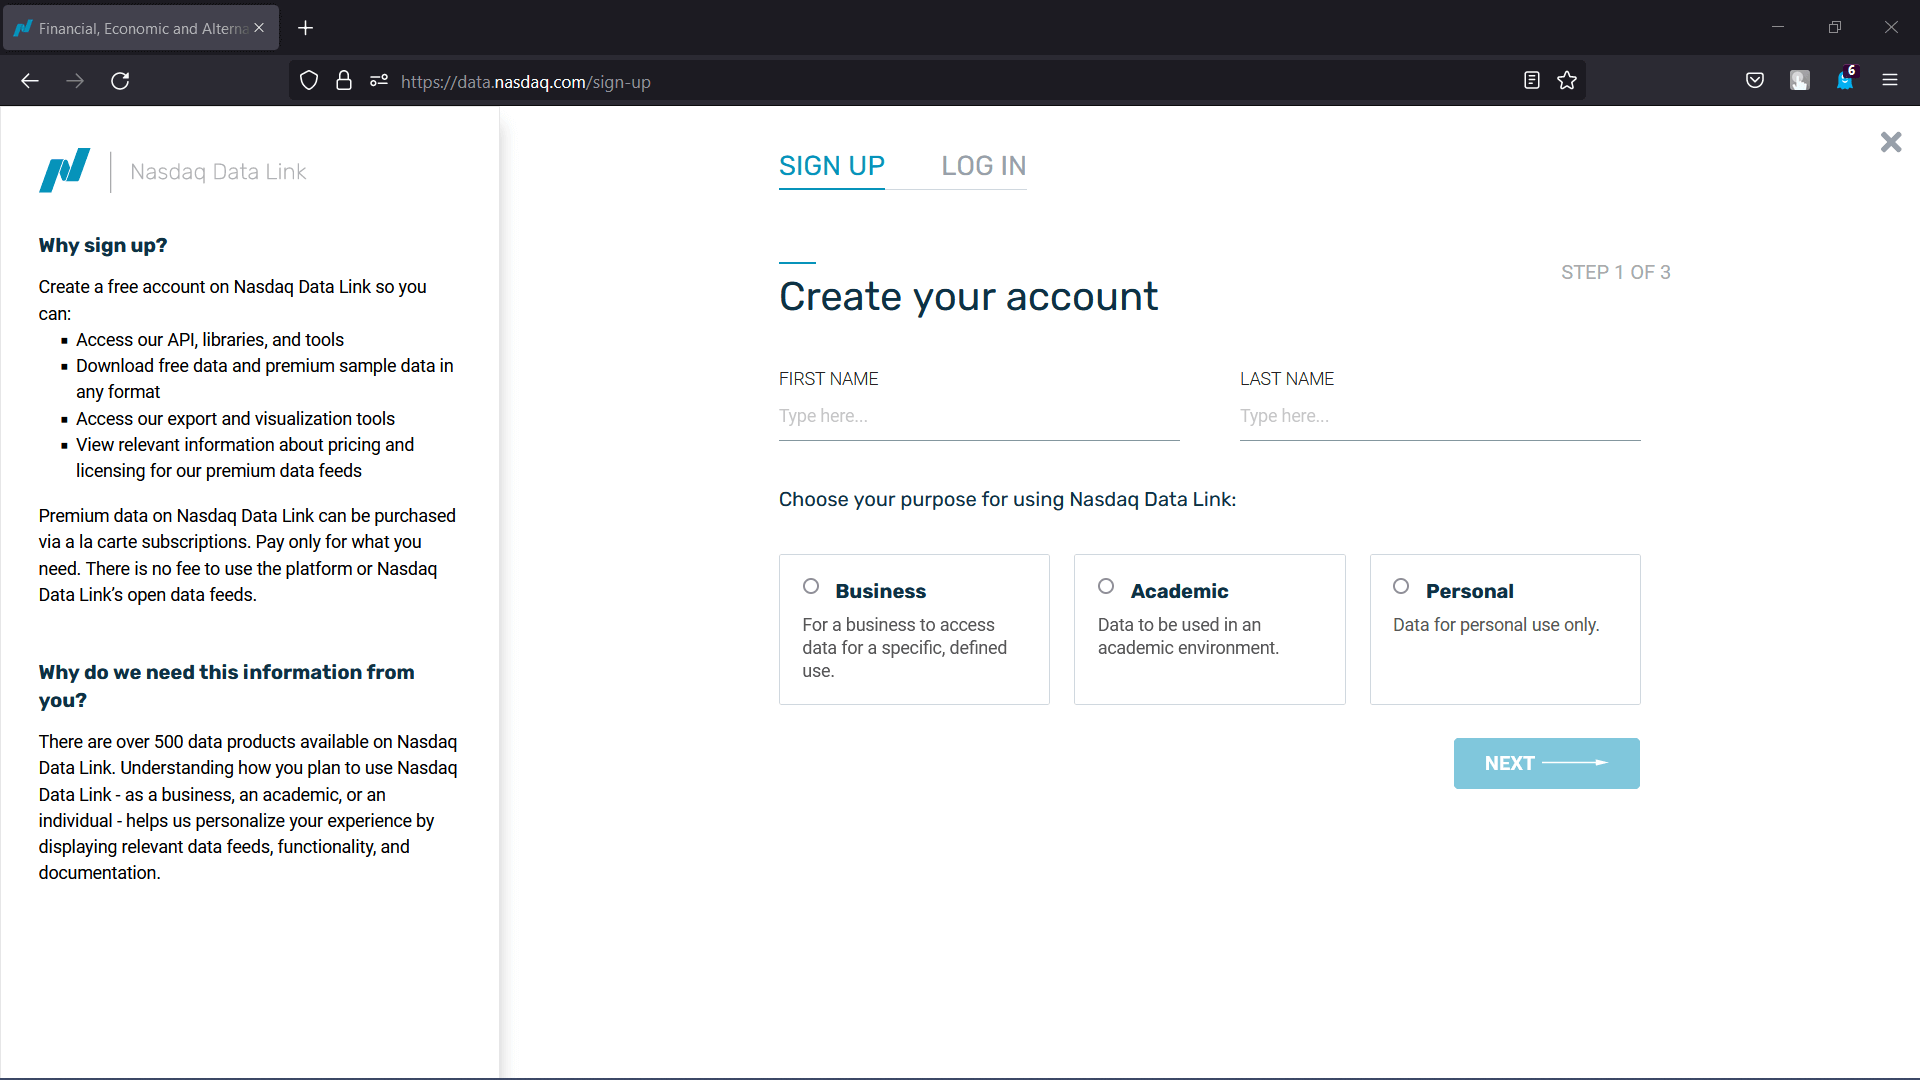 Financial, Economic and Alterna
https://data.nasdaq.com/sign-up
6
Nasdaq Data Link
Why sign up?
Create a free account on Nasdaq Data Link so you
can:
Access our API, libraries, and tools
Download free data and premium sample data in
any format
Access our export and visualization tools
View relevant information about pricing and
licensing for our premium data feeds
Premium data on Nasdaq Data Link can be purchased
via a la carte subscriptions. Pay only for what you
need. There is no fee to use the platform or Nasdaq
Data Link’s open data feeds.
Why do we need this information from
you?
There are over 500 data products available on Nasdaq
Data Link. Understanding how you plan to use Nasdaq
Data Link - as a business, an academic, or an
individual - helps us personalize your experience by
displaying relevant data feeds, functionality, and
documentation.
SIGN UP
LOG IN
STEP 1 OF 3
Create your account
FIRST NAME
Type here...
LAST NAME
Type here...
Choose your purpose for using Nasdaq Data Link:
Business
For a business to access
data for a specific, defined
use.
Academic
Data to be used in an
academic environment.
Personal
Data for personal use only.
NEXT